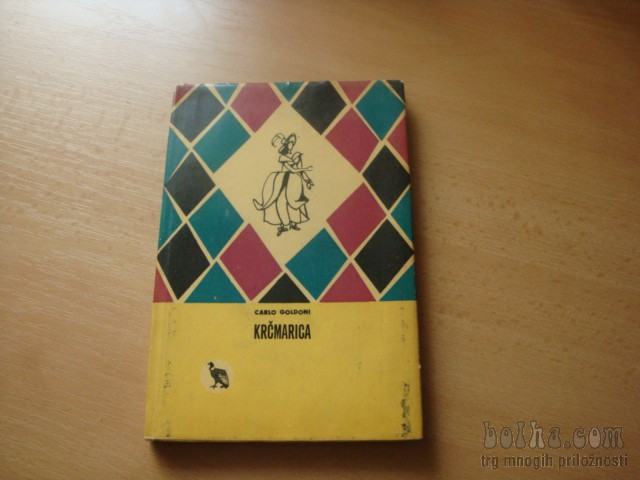 CARLO GOLDONI
KRČMARICA
bolha.com
trg mnogih priložnosti